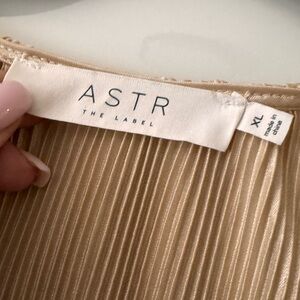 ASTR
THE LABEL
XL
made in
china